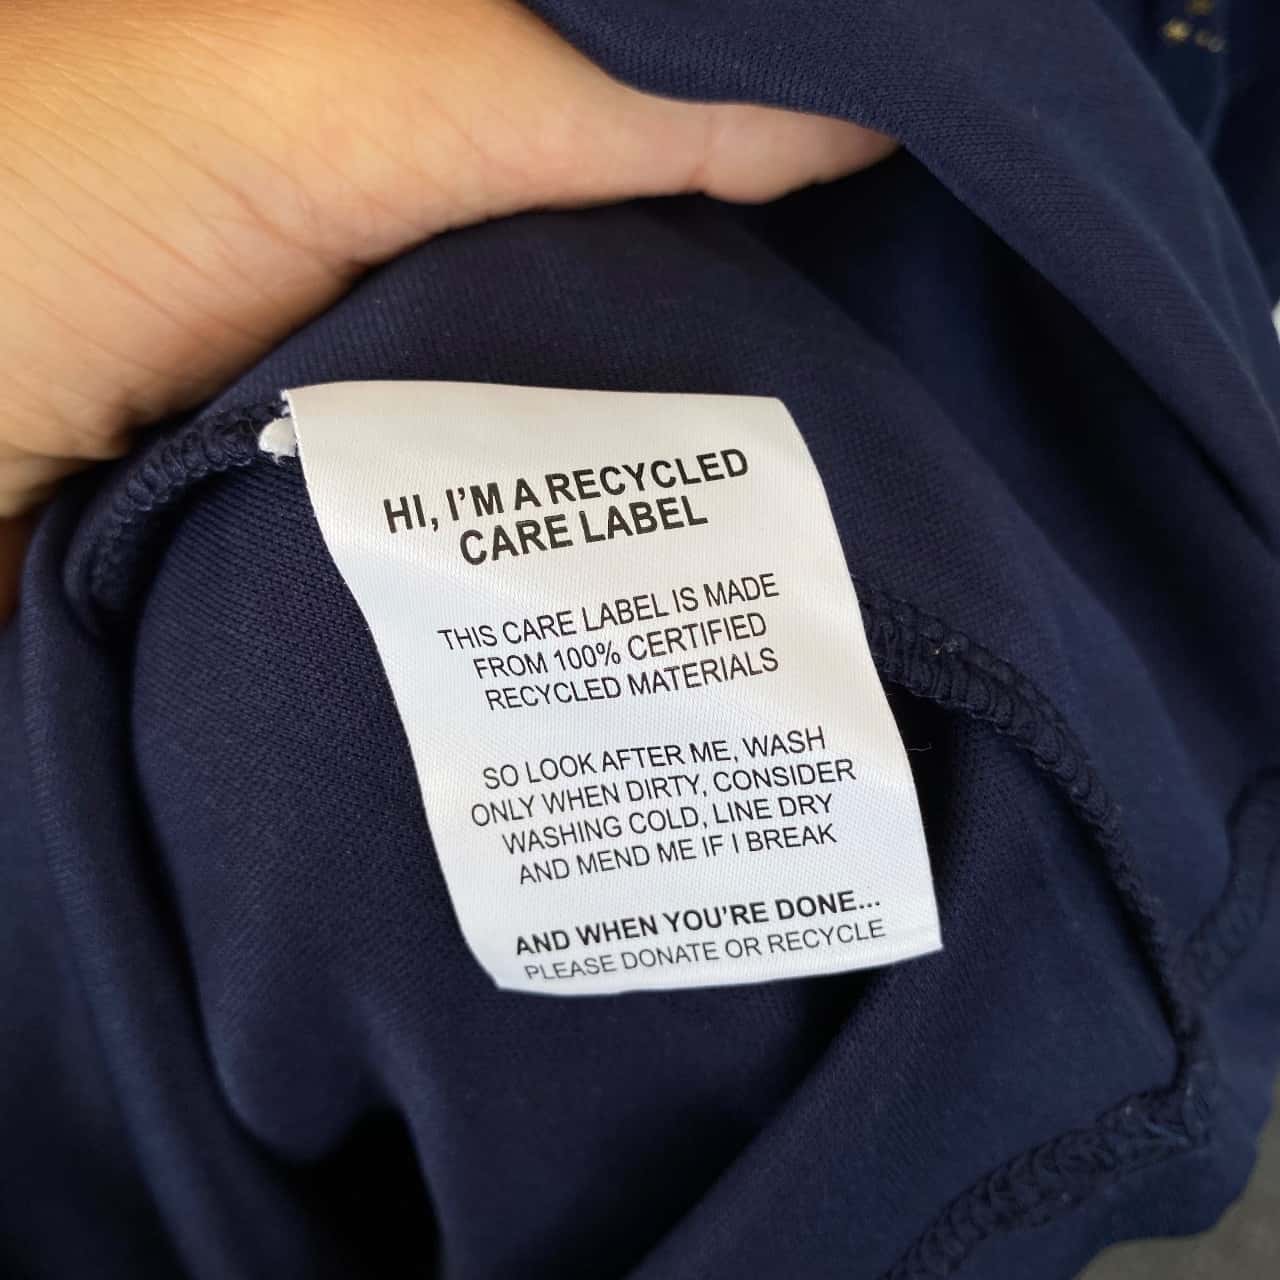 HI, I'M A RECYCLED
CARE LABEL
THIS CARE LABEL IS MADE
FROM 100% CERTIFIED
RECYCLED MATERIALS
SO LOOK AFTER ME, WASH
ONLY WHEN DIRTY, CONSIDER
WASHING COLD, LINE DRY
AND MEND ME IF I BREAK
AND WHEN YOU'RE DONE...
PLEASE DONATE OR RECYCLE